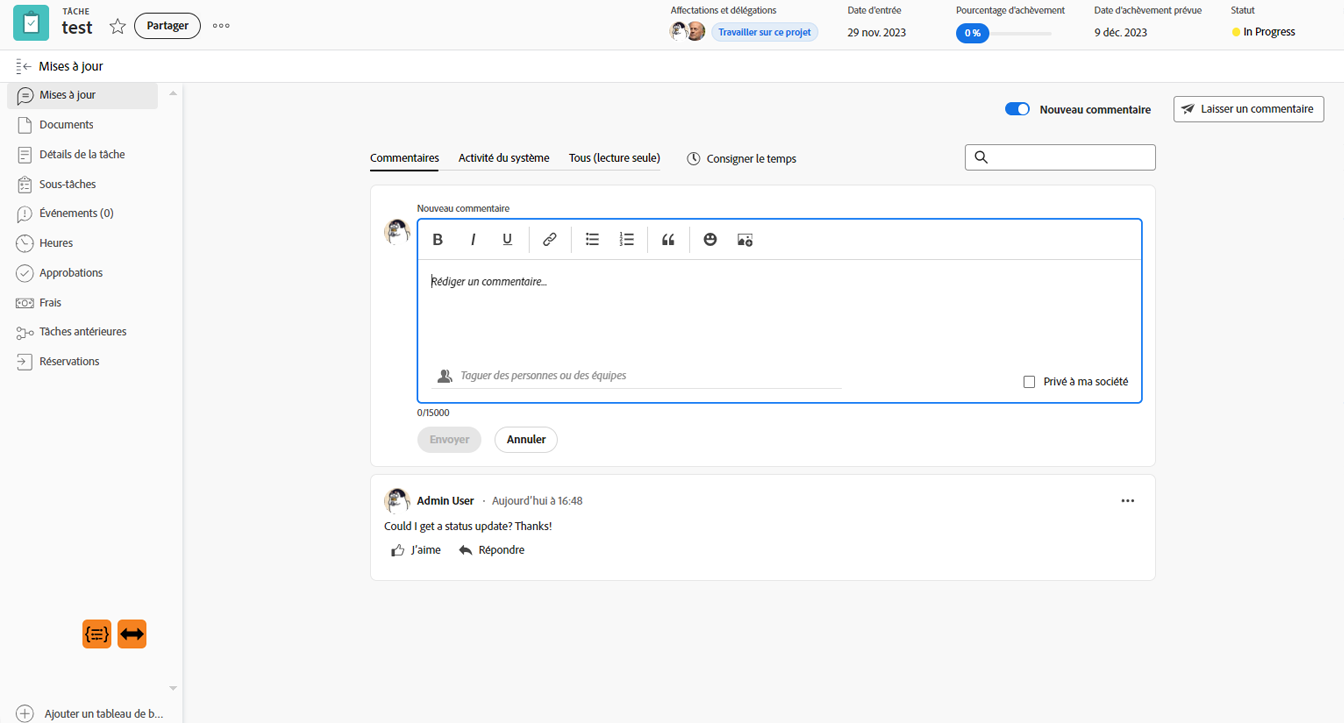 TÂCHE
test
Partager
Affectations et délégations
Travailler sur ce projet
Date d'entrée
29 nov. 2023
Pourcentage d'achèvement
0 %
Date d'achèvement prévue
9 déc. 2023
Statut
In Progress
Mises à jour
Mises à jour
Documents
Détails de la tâche
Sous-tâches
Événements (0)
Heures
Approbations
Frais
Tâches antérieures
Réservations
Ajouter un tableau de b...
Nouveau commentaire
Laisser un commentaire
Commentaires
Activité du système
Tous (lecture seule)
Consigner le temps
Nouveau commentaire
B I U
Rédiger un commentaire...
Taguer des personnes ou des équipes
Privé à ma société
0/15000
Envoyer
Annuler
Admin User · Aujourd'hui à 16:48
Could I get a status update? Thanks!
J'aime
Répondre